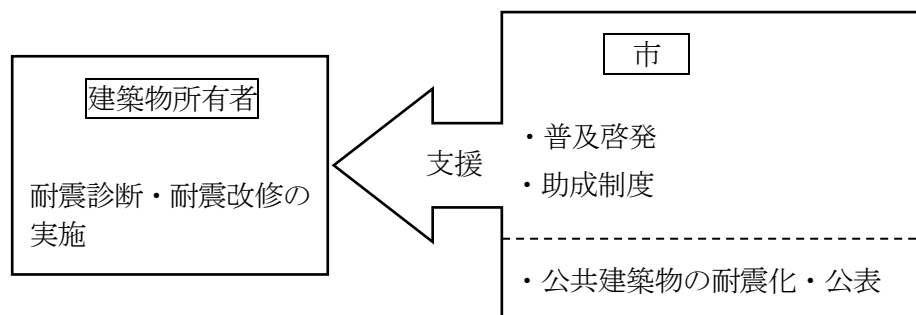 建築物所有者
耐震診断・耐震改修の
実施
支援
市
・普及啓発
・助成制度
・公共建築物の耐震化・公表